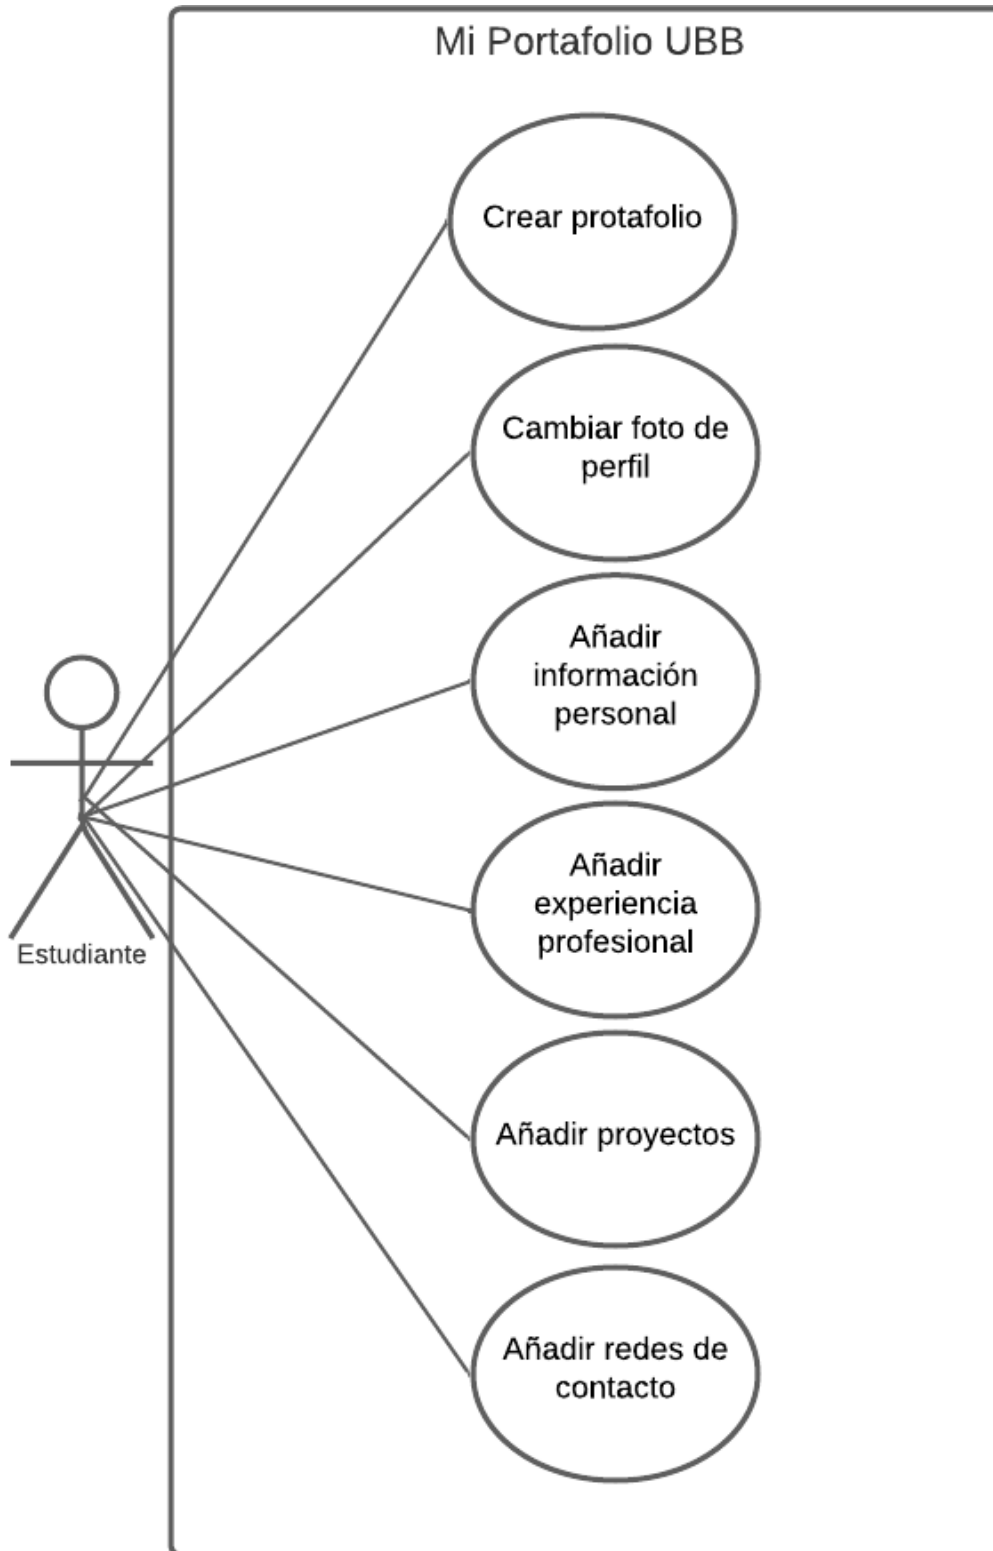 Mi Portafolio UBB
Crear protafolio
Cambiar foto de
perfil
Añadir
información
personal
Añadir
experiencia
profesional
Estudiante
Añadir proyectos
Añadir redes de
contacto